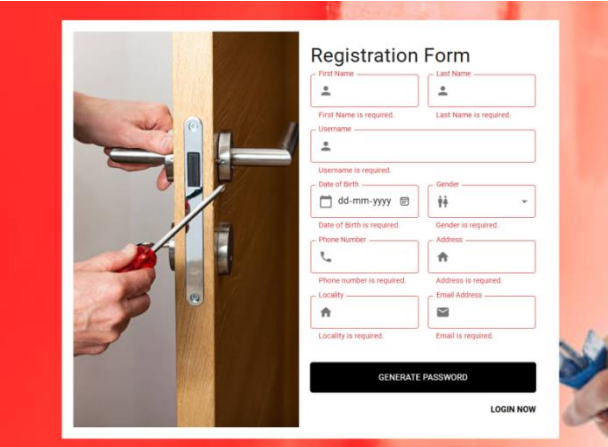 Registration Form
First Name Last Name
First Name is required. Last Name is required.
Username
Username is required.
Date of Birth Gender
dd-mm-yyyy
Date of Birth is required. Gender is required.
Phone Number Address
Phone number is required. Address is required.
Locality Email Address
Locality is required. Email is required.
GENERATE PASSWORD
LOGIN NOW